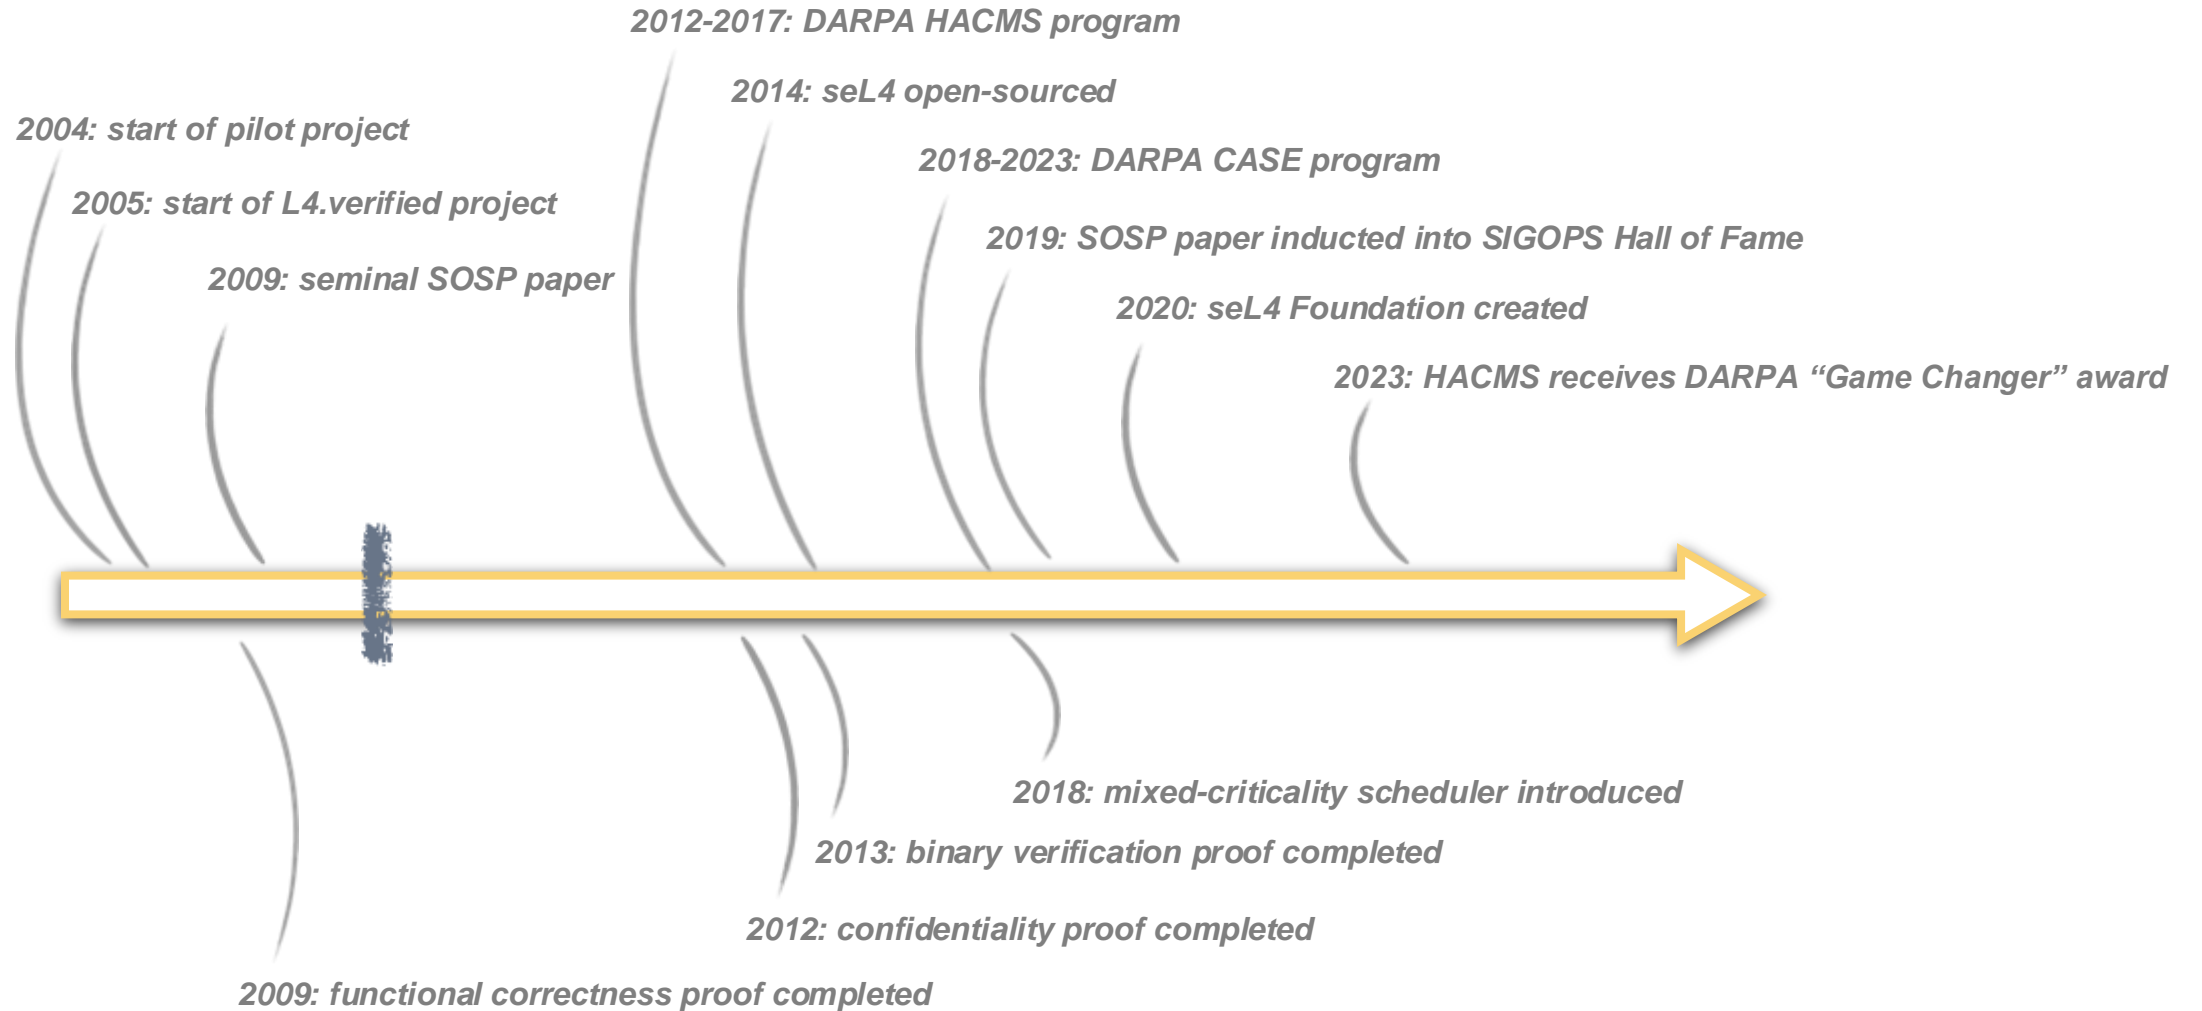 2012-2017: DARPA HACMS program
2014: seL4 open-sourced
2004: start of pilot project
2018-2023: DARPA CASE program
2005: start of L4.verified project
2019: SOSP paper inducted into SIGOPS Hall of Fame
2009: seminal SOSP paper
2020: seL4 Foundation created
2023: HACMS receives DARPA “Game Changer” award
2018: mixed-criticality scheduler introduced
2013: binary verification proof completed
2012: confidentiality proof completed
2009: functional correctness proof completed